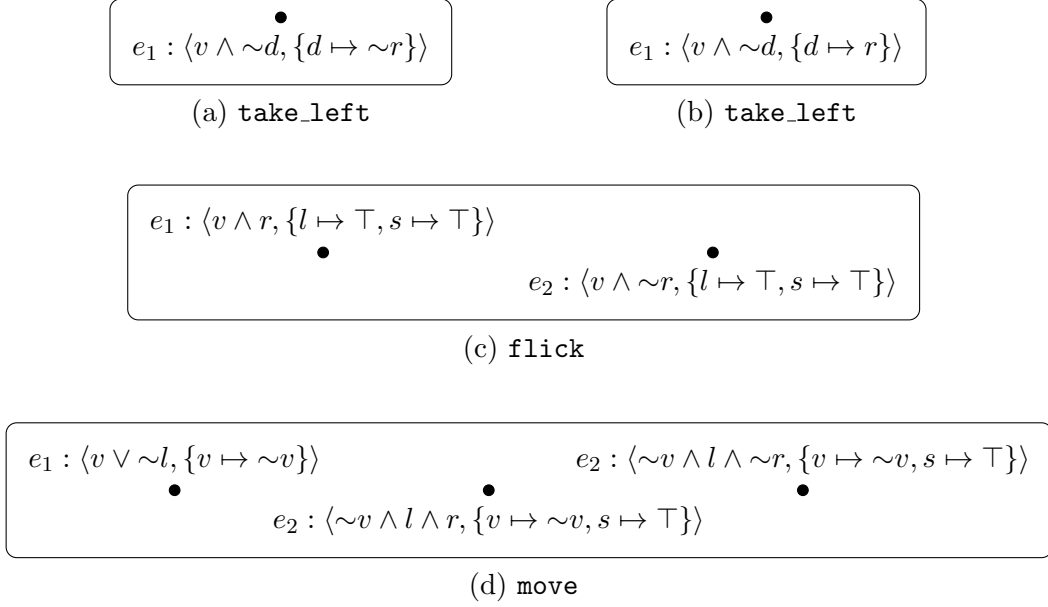 e₁ : ⟨v ∧ ∼d, {d ↦ ∼r}⟩
e₁ : ⟨v ∧ ∼d, {d ↦ r}⟩
(a) take_left
(b) take_left
e₁ : ⟨v ∧ r, {l ↦ ⊤, s ↦ ⊤}⟩
e₂ : ⟨v ∧ ∼r, {l ↦ ⊤, s ↦ ⊤}⟩
(c) flick
e₁ : ⟨v ∨ ∼l, {v ↦ ∼v}⟩
e₂ : ⟨∼v ∧ l ∧ ∼r, {v ↦ ∼v, s ↦ ⊤}⟩
e₂ : ⟨∼v ∧ l ∧ r, {v ↦ ∼v, s ↦ ⊤}⟩
(d) move